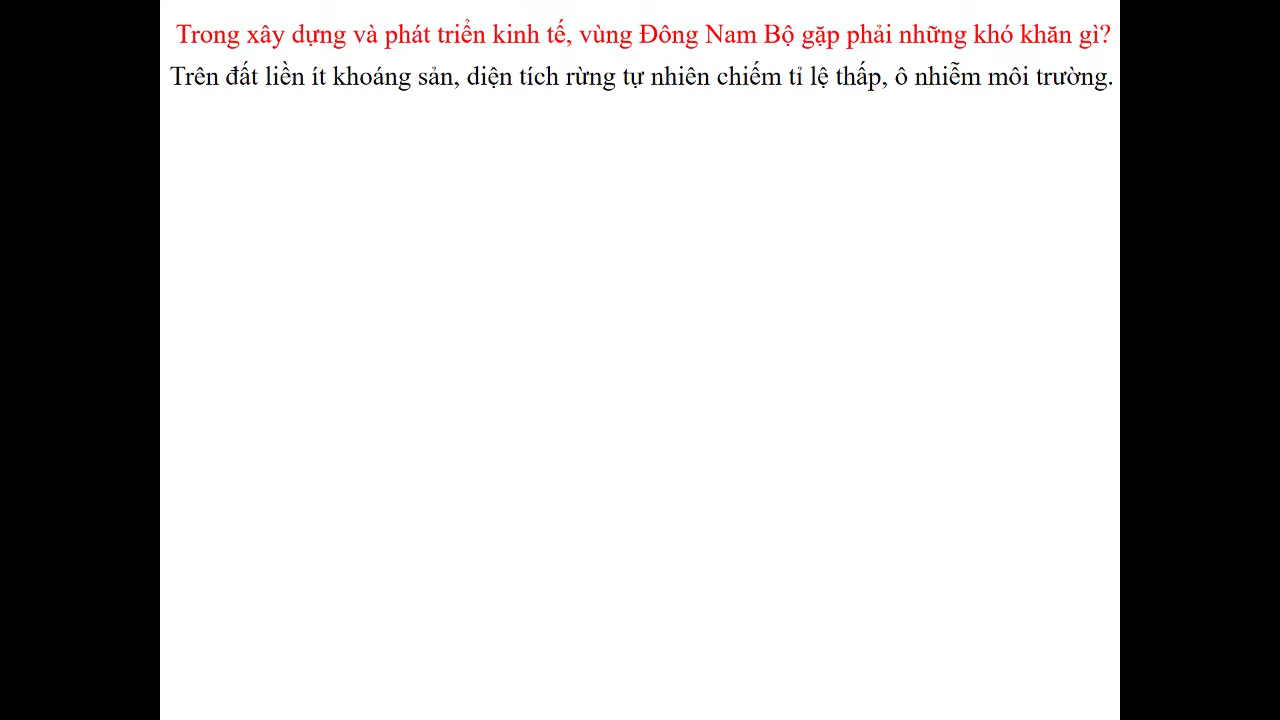 Trong xây dựng và phát triển kinh tế, vùng Đông Nam Bộ gặp phải những khó khăn gì?
Trên đất liền ít khoáng sản, diện tích rừng tự nhiên chiếm tỉ lệ thấp, ô nhiễm môi trường.